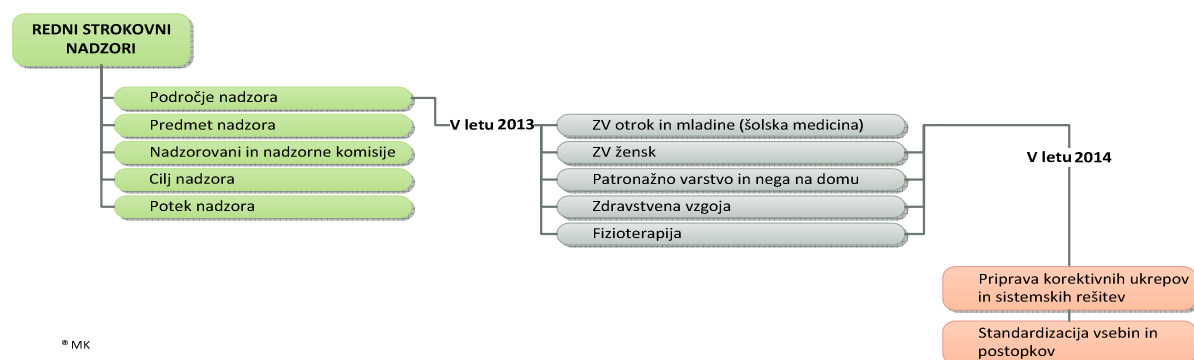 REDNI STROKOVNI
NADZORI
Področje nadzora
Predmet nadzora
Nadzorovani in nadzorne komisije
Cilj nadzora
Potek nadzora
V letu 2013
ZV otrok in mladine (šolska medicina)
ZV žensk
Patronažno varstvo in nega na domu
Zdravstvena vzgoja
Fizioterapija
V letu 2014
Priprava korektivnih ukrepov
in sistemskih rešitev
Standardizacija vsebin in
postopkov
® MK